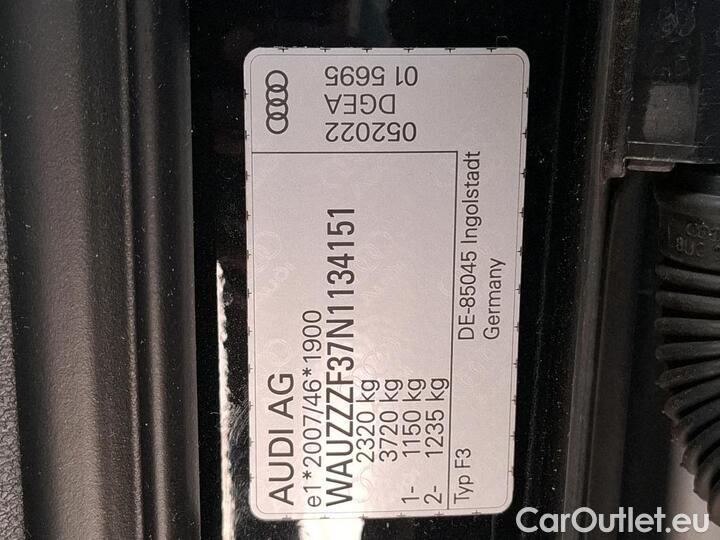 AUDI AG
e1*2007/46*1900
WAUZZZF37N1134151
2320 kg
3720 kg
1- 1150 kg
2- 1235 kg
Typ F3
DE-85045 Ingolstadt
Germany
052022
DGEA
01 5695
8UC
CarOutlet.eu